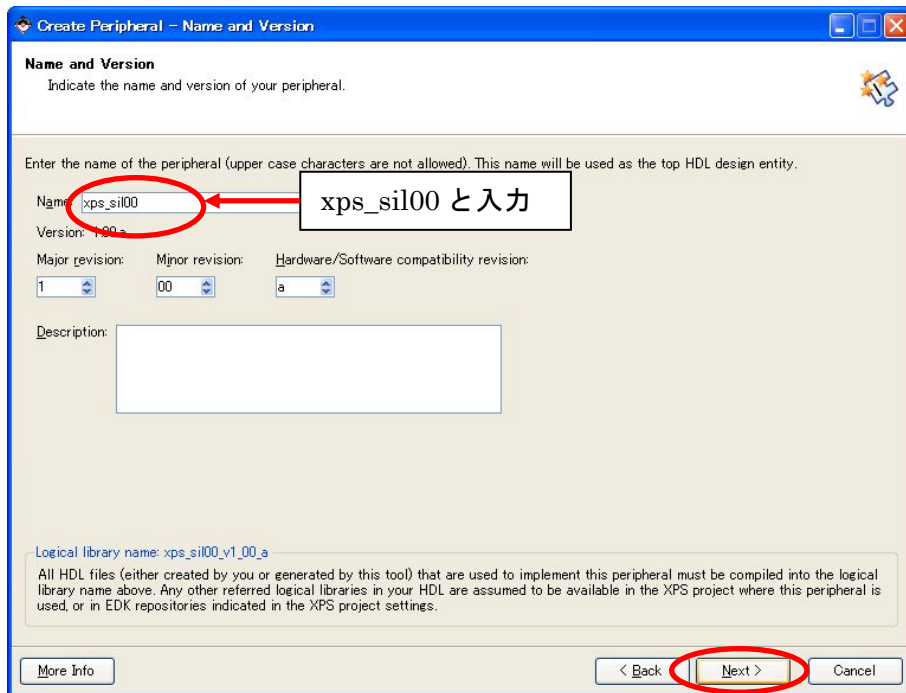 Create Peripheral - Name and Version
Name and Version
Indicate the name and version of your peripheral.
Enter the name of the peripheral (upper case characters are not allowed). This name will be used as the top HDL design entity.
Name: xps_sil00
xps_sil00 と入力
Version: 1.00.a
Major revision: Minor revision: Hardware/Software compatibility revision:
1 00 a
Description:
Logical library name: xps_sil00_v1_00_a
All HDL files (either created by you or generated by this tool) that are used to implement this peripheral must be compiled into the logical
library name above. Any other referred logical libraries in your HDL are assumed to be available in the XPS project where this peripheral is
used, or in EDK repositories indicated in the XPS project settings.
More Info < Back Next > Cancel